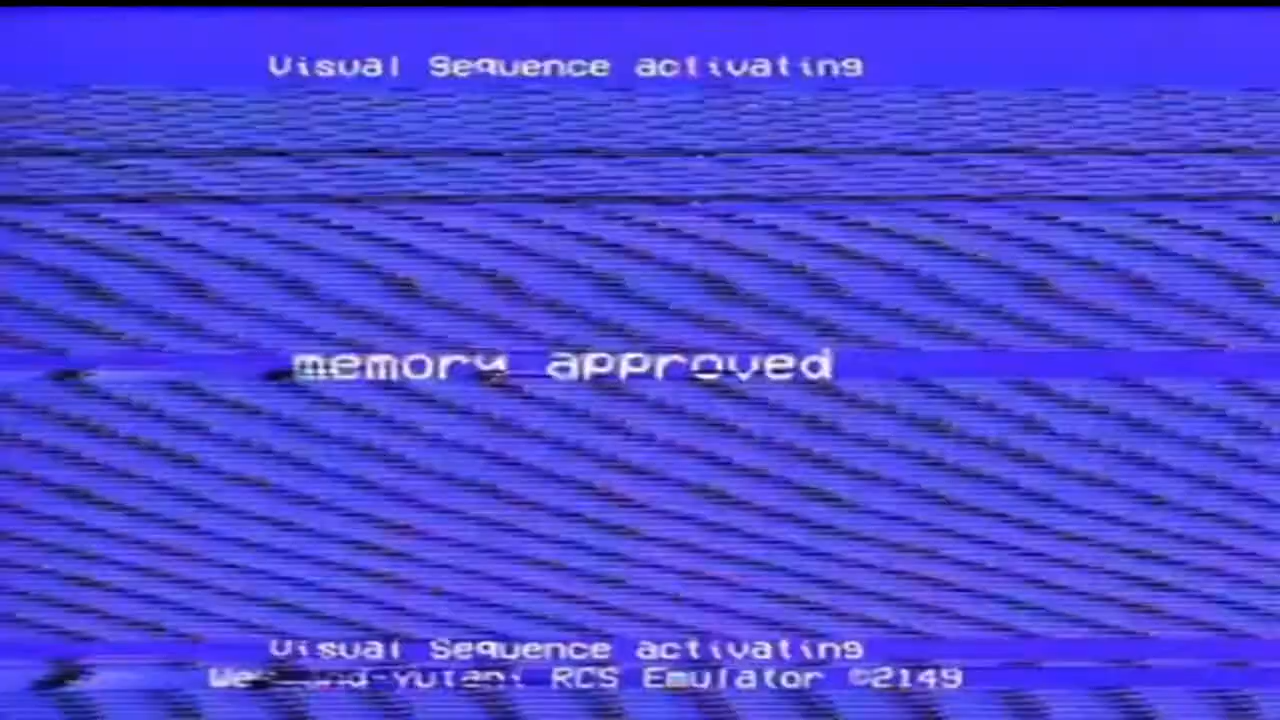 Visual Sequence activating
memory approved
Visual Sequence activating
RCS Emulator ©2149